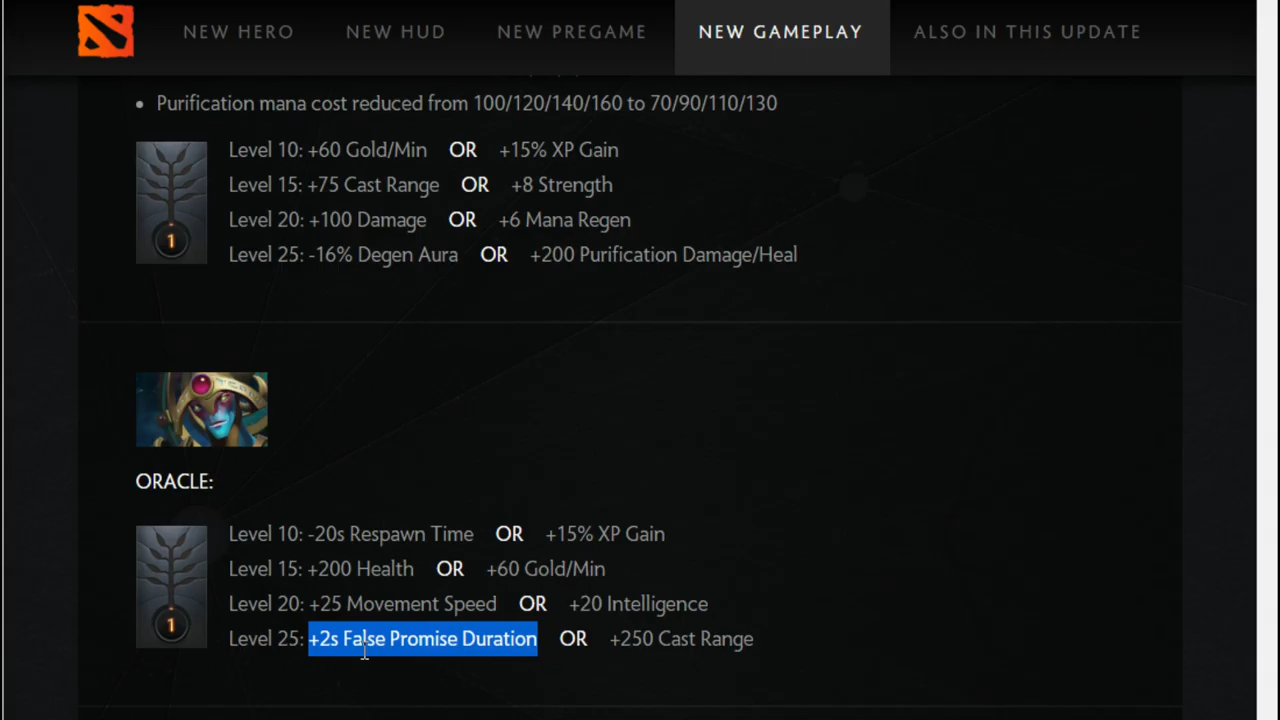 NEW HERO NEW HUD NEW PREGAME NEW GAMEPLAY ALSO IN THIS UPDATE
• Purification mana cost reduced from 100/120/140/160 to 70/90/110/130
Level 10: +60 Gold/Min OR +15% XP Gain
Level 15: +75 Cast Range OR +8 Strength
Level 20: +100 Damage OR +6 Mana Regen
Level 25: -16% Degen Aura OR +200 Purification Damage/Heal
1
ORACLE:
Level 10: -20s Respawn Time OR +15% XP Gain
Level 15: +200 Health OR +60 Gold/Min
Level 20: +25 Movement Speed OR +20 Intelligence
Level 25: +2s False Promise Duration OR +250 Cast Range
1